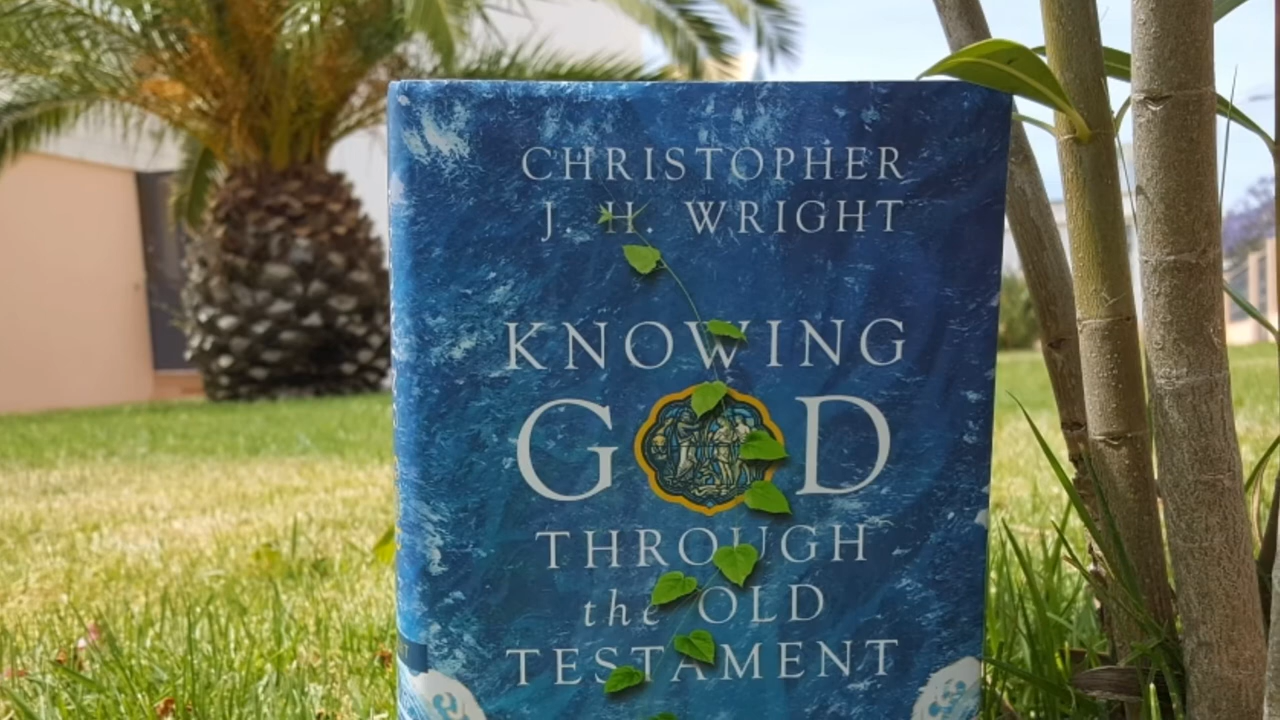 CHRISTOPHER
J. H. WRIGHT
KNOWING
GOD
THROUGH
the OLD
TESTAMENT